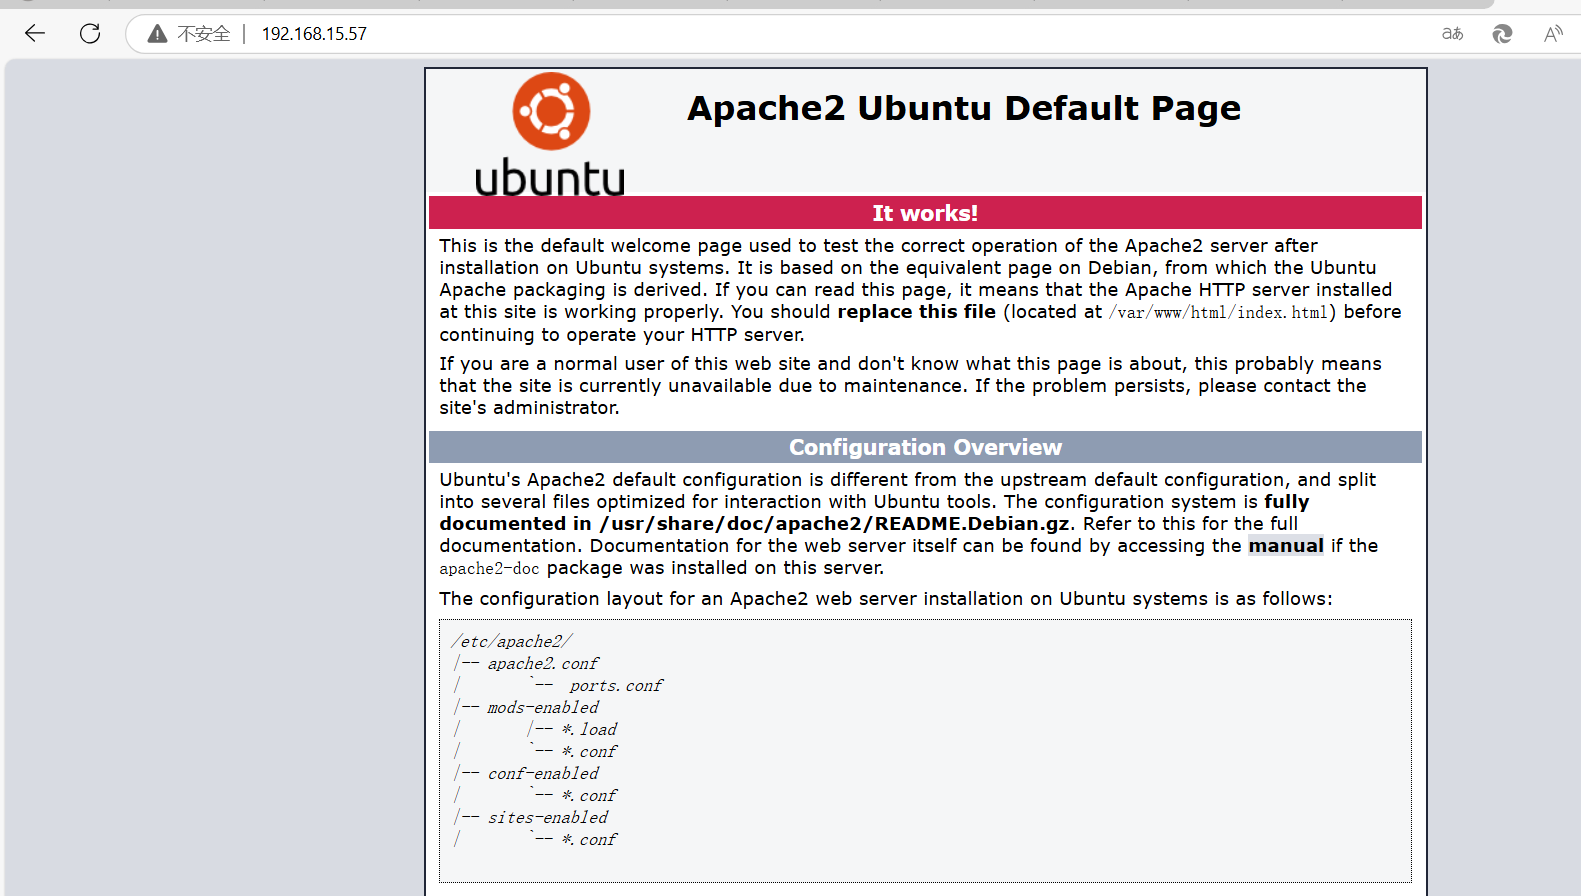 不安全 | 192.168.15.57
aあ
A
ubuntu
Apache2 Ubuntu Default Page
It works!
This is the default welcome page used to test the correct operation of the Apache2 server after
installation on Ubuntu systems. It is based on the equivalent page on Debian, from which the Ubuntu
Apache packaging is derived. If you can read this page, it means that the Apache HTTP server installed
at this site is working properly. You should replace this file (located at /var/www/html/index.html) before
continuing to operate your HTTP server.
If you are a normal user of this web site and don't know what this page is about, this probably means
that the site is currently unavailable due to maintenance. If the problem persists, please contact the
site's administrator.
Configuration Overview
Ubuntu's Apache2 default configuration is different from the upstream default configuration, and split
into several files optimized for interaction with Ubuntu tools. The configuration system is fully
documented in /usr/share/doc/apache2/README.Debian.gz. Refer to this for the full
documentation. Documentation for the web server itself can be found by accessing the manual if the
apache2-doc package was installed on this server.
The configuration layout for an Apache2 web server installation on Ubuntu systems is as follows:
/etc/apache2/
|-- apache2.conf
|       `--  ports.conf
|-- mods-enabled
|       |-- *.load
|       `-- *.conf
|-- conf-enabled
|       `-- *.conf
|-- sites-enabled
|       `-- *.conf